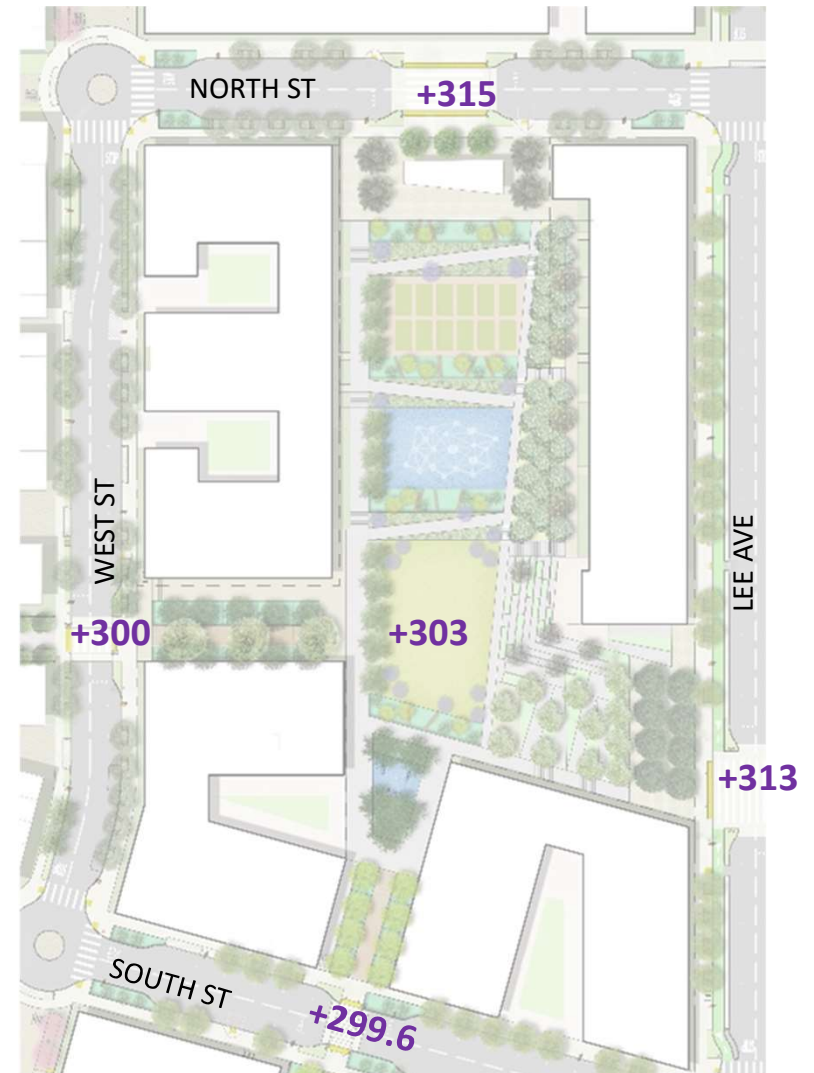 NORTH ST
+315
WEST ST
LEE AVE
+300
+303
+313
SOUTH ST
+299.6